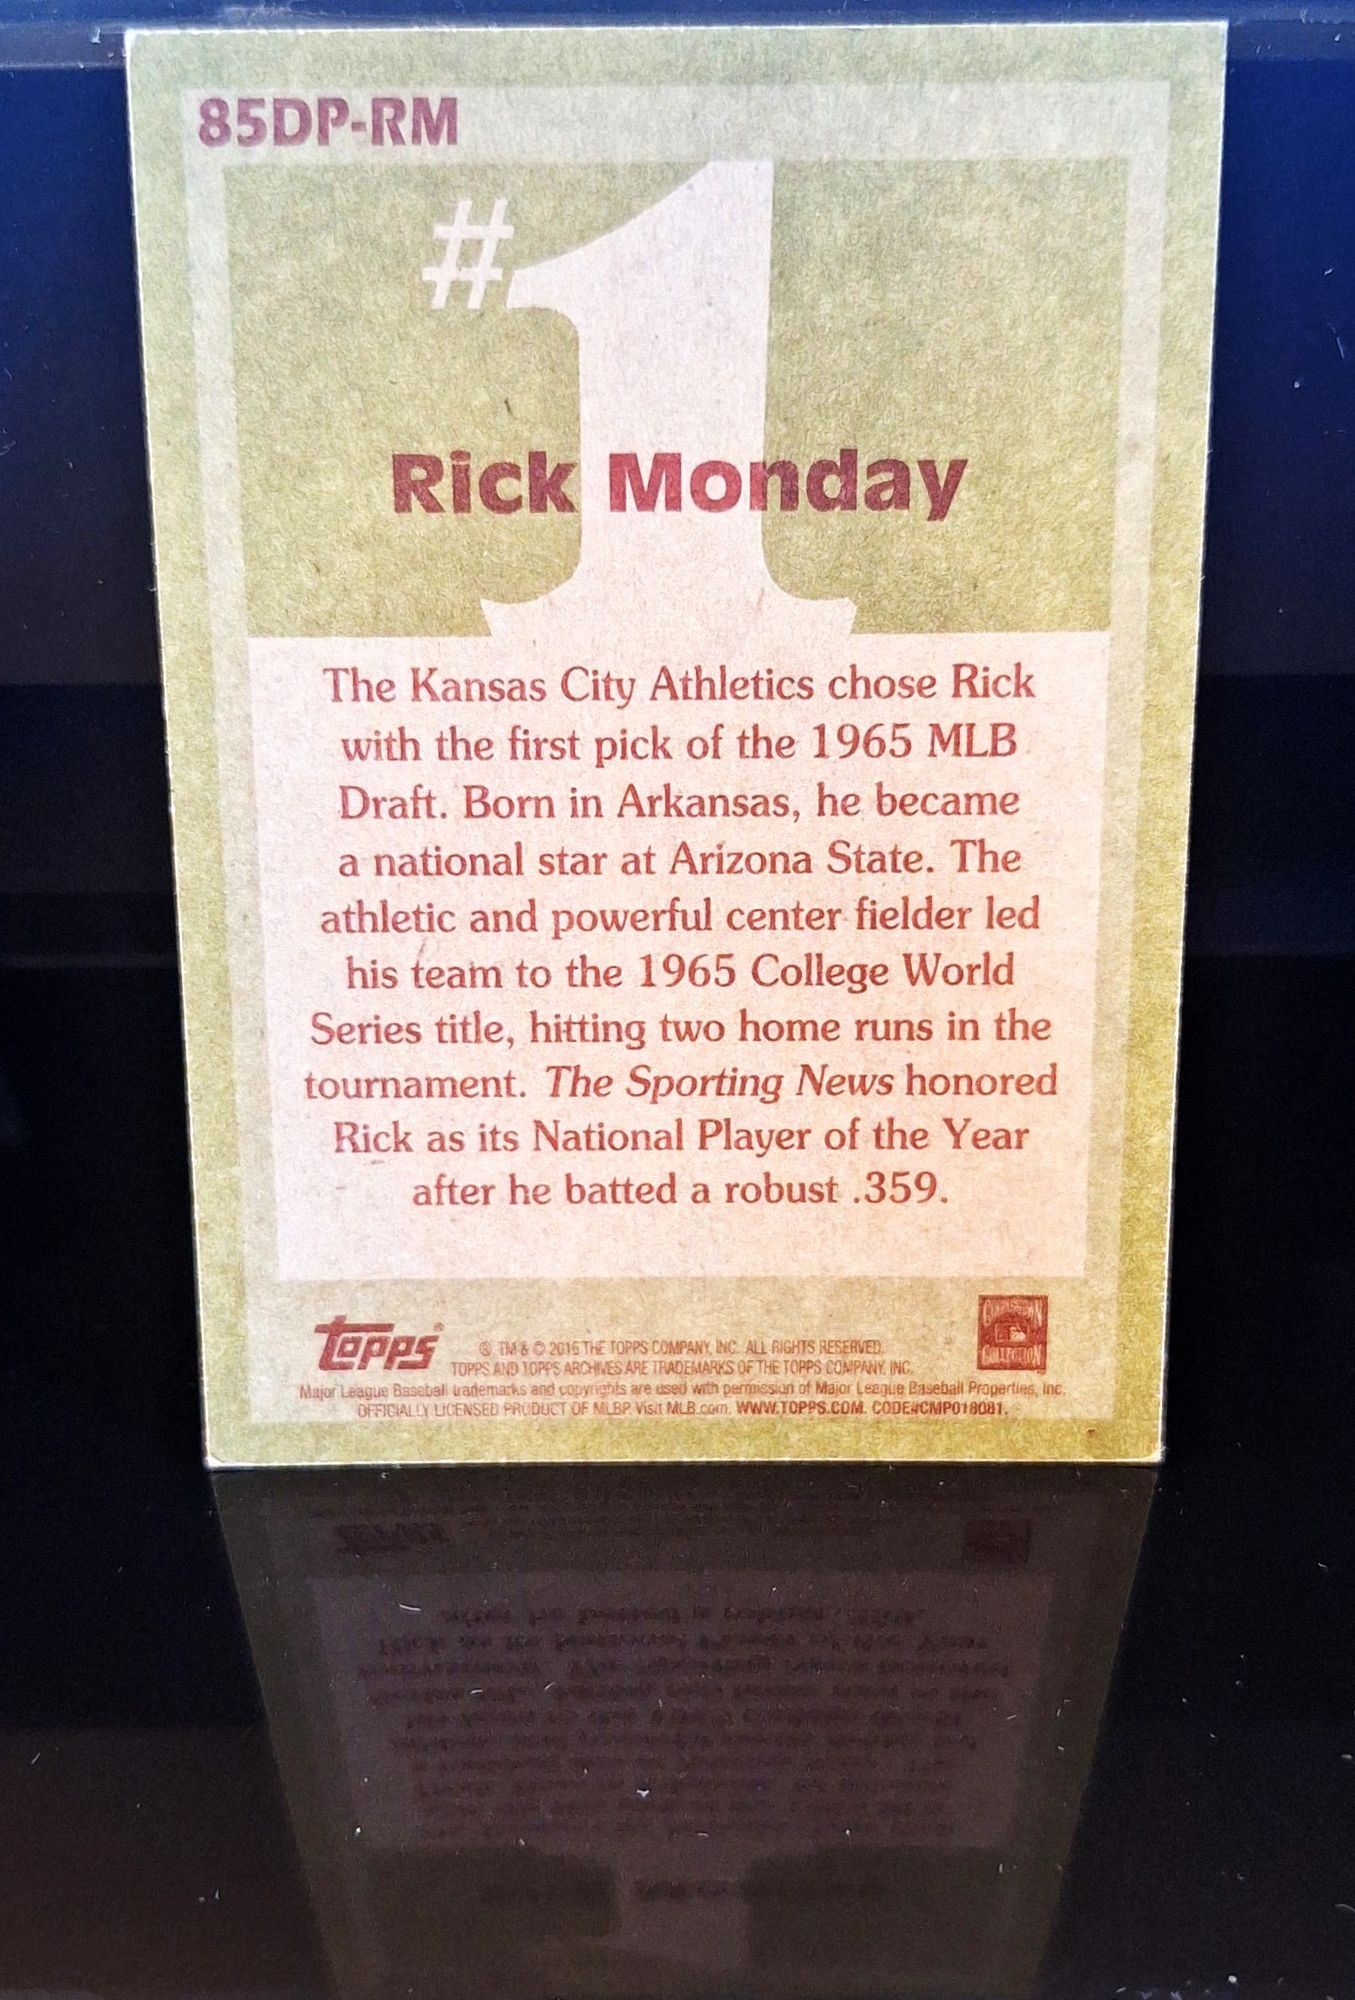 85DP-RM
#1
Rick Monday
The Kansas City Athletics chose Rick
with the first pick of the 1965 MLB
Draft. Born in Arkansas, he became
a national star at Arizona State. The
athletic and powerful center fielder led
his team to the 1965 College World
Series title, hitting two home runs in the
tournament. The Sporting News honored
Rick as its National Player of the Year
after he batted a robust .359.
topps®
® TM & © 2016 THE TOPPS COMPANY, INC. ALL RIGHTS RESERVED.
TOPPS AND TOPPS ARCHIVES ARE TRADEMARKS OF THE TOPPS COMPANY, INC.
Major League Baseball trademarks and copyrights are used with permission of Major League Baseball Properties, Inc.
OFFICIALLY LICENSED PRODUCT OF MLBP. Visit MLB.com. WWW.TOPPS.COM. CODE#CMP018081.
COLLECTION